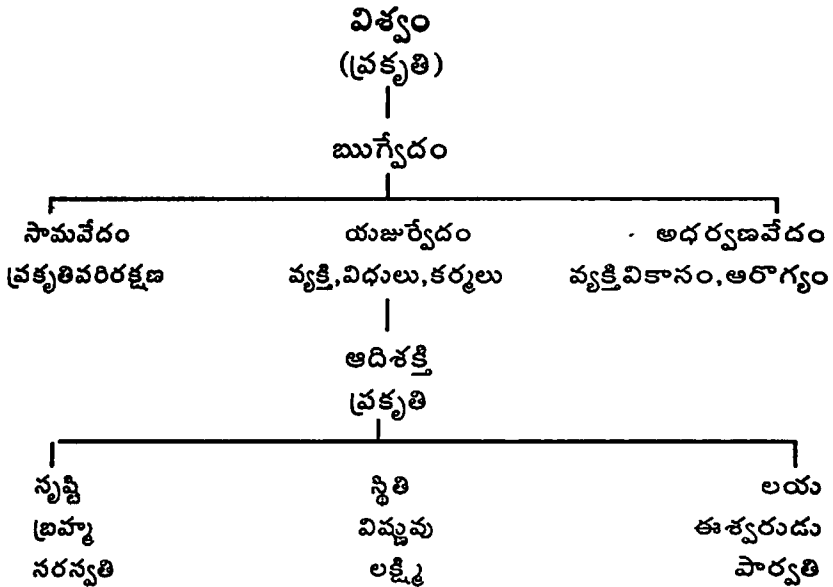 విశ్వం
(ప్రకృతి)
ఋగ్వేదం
సామవేదం యజుర్వేదం అధర్వణవేదం
ప్రకృతిపరిరక్షణ వ్యక్తి,విధులు,కర్మలు వ్యక్తివికాసం,ఆరొగ్యం
ఆదిశక్తి
ప్రకృతి
సృష్టి స్థితి లయ
బ్రహ్మ విష్ణువు ఈశ్వరుడు
సరస్వతి లక్ష్మి పార్వతి